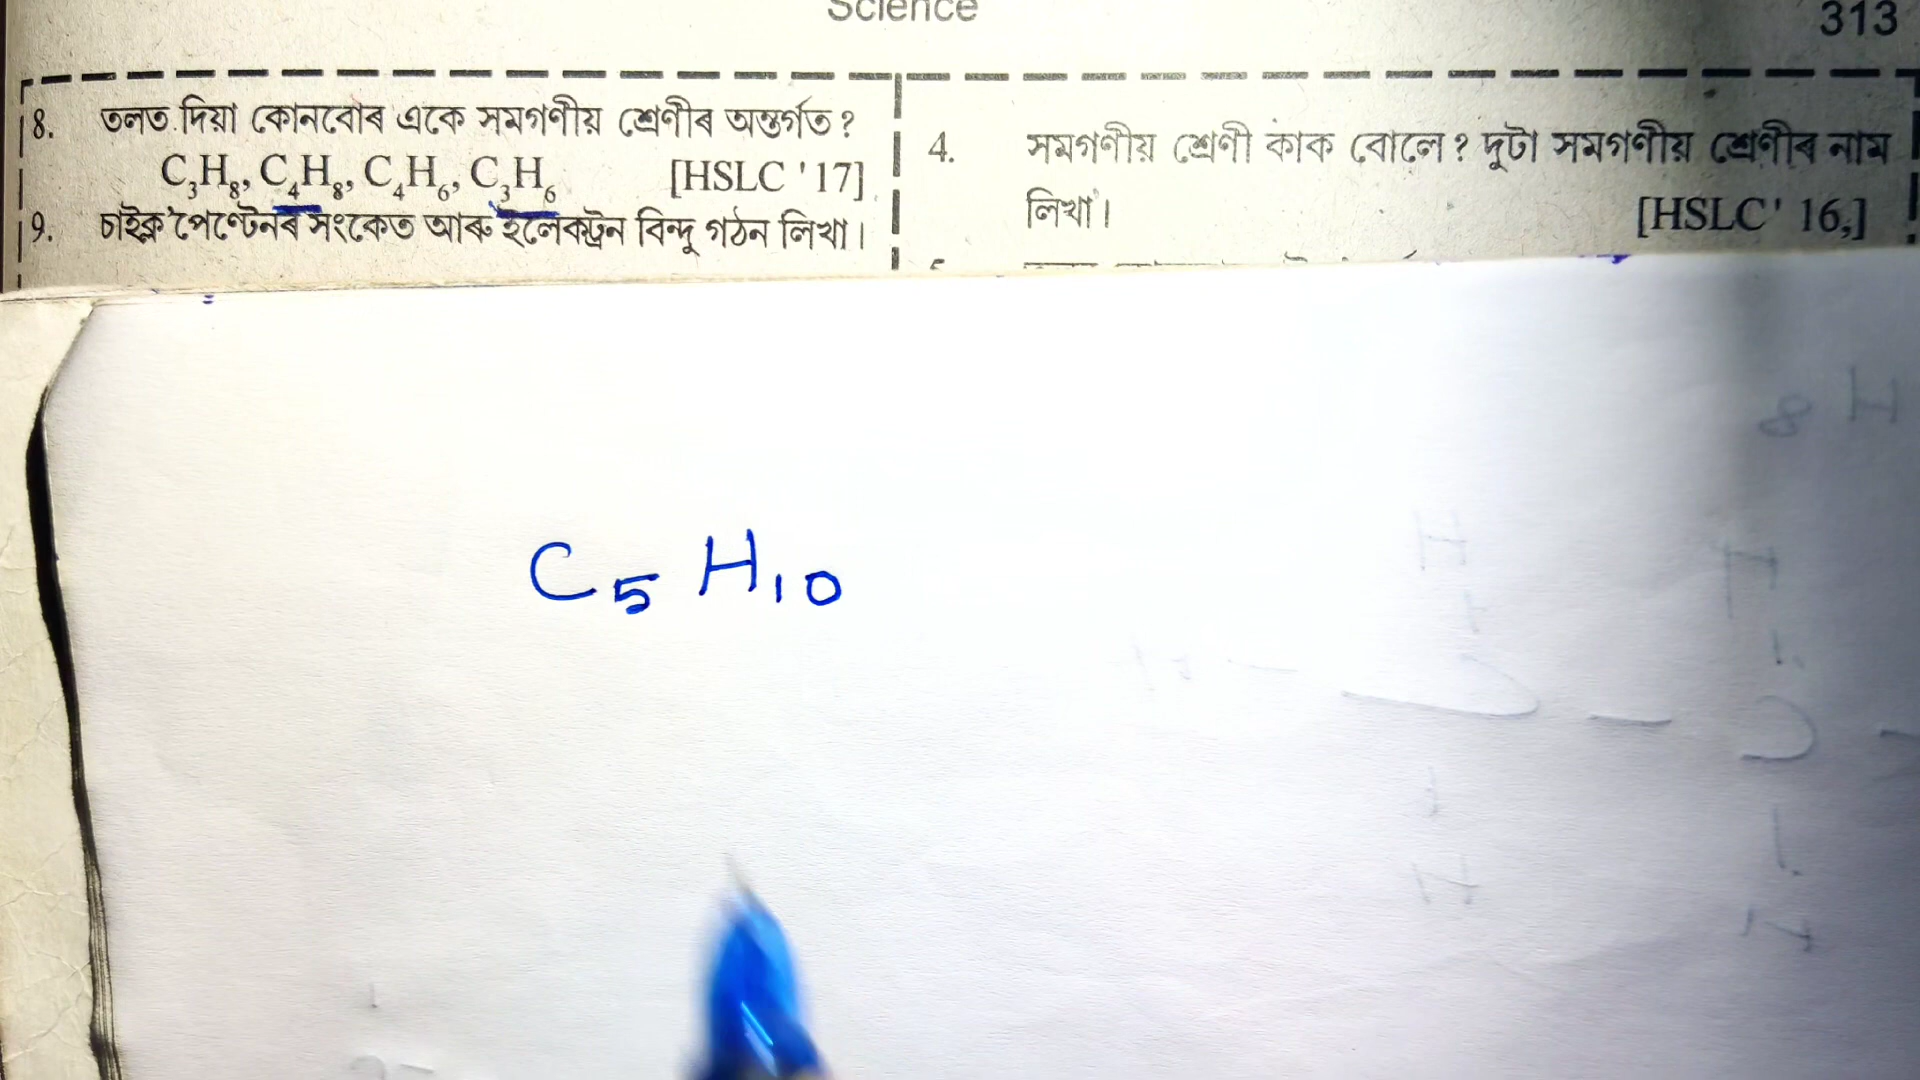 Science
313
8. তলত দিয়া কোনবোৰ একে সমগণীয় শ্ৰেণীৰ অন্তৰ্গত?
C₃H₈, C₄H₈, C₄H₆, C₃H₆ [HSLC '17]
9. চাইক্ল'পেণ্টেনৰ সংকেত আৰু ইলেকট্ৰন বিন্দু গঠন লিখা।
4. সমগণীয় শ্ৰেণী কাক বোলে? দুটা সমগণীয় শ্ৰেণীৰ নাম
লিখা। [HSLC' 16,]
C₅H₁₀